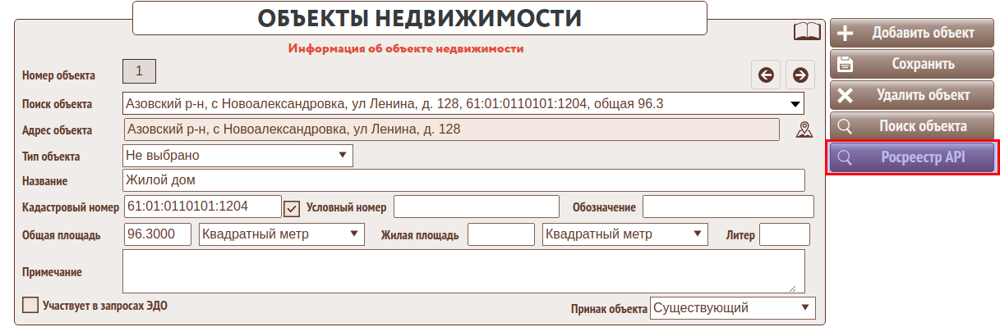 ОБЪЕКТЫ НЕДВИЖИМОСТИ
Информация об объекте недвижимости
Номер объекта 1
Поиск объекта Азовский р-н, с Новоалександровка, ул Ленина, д. 128, 61:01:0110101:1204, общая 96.3
Адрес объекта Азовский р-н, с Новоалександровка, ул Ленина, д. 128
Тип объекта Не выбрано
Название Жилой дом
Кадастровый номер 61:01:0110101:1204 Условный номер Обозначение
Общая площадь 96.3000 Квадратный метр Жилая площадь Квадратный метр Литер
Примечание
Участвует в запросах ЭДО
Принак объекта Существующий
Добавить объект
Сохранить
Удалить объект
Поиск объекта
Росреестр API